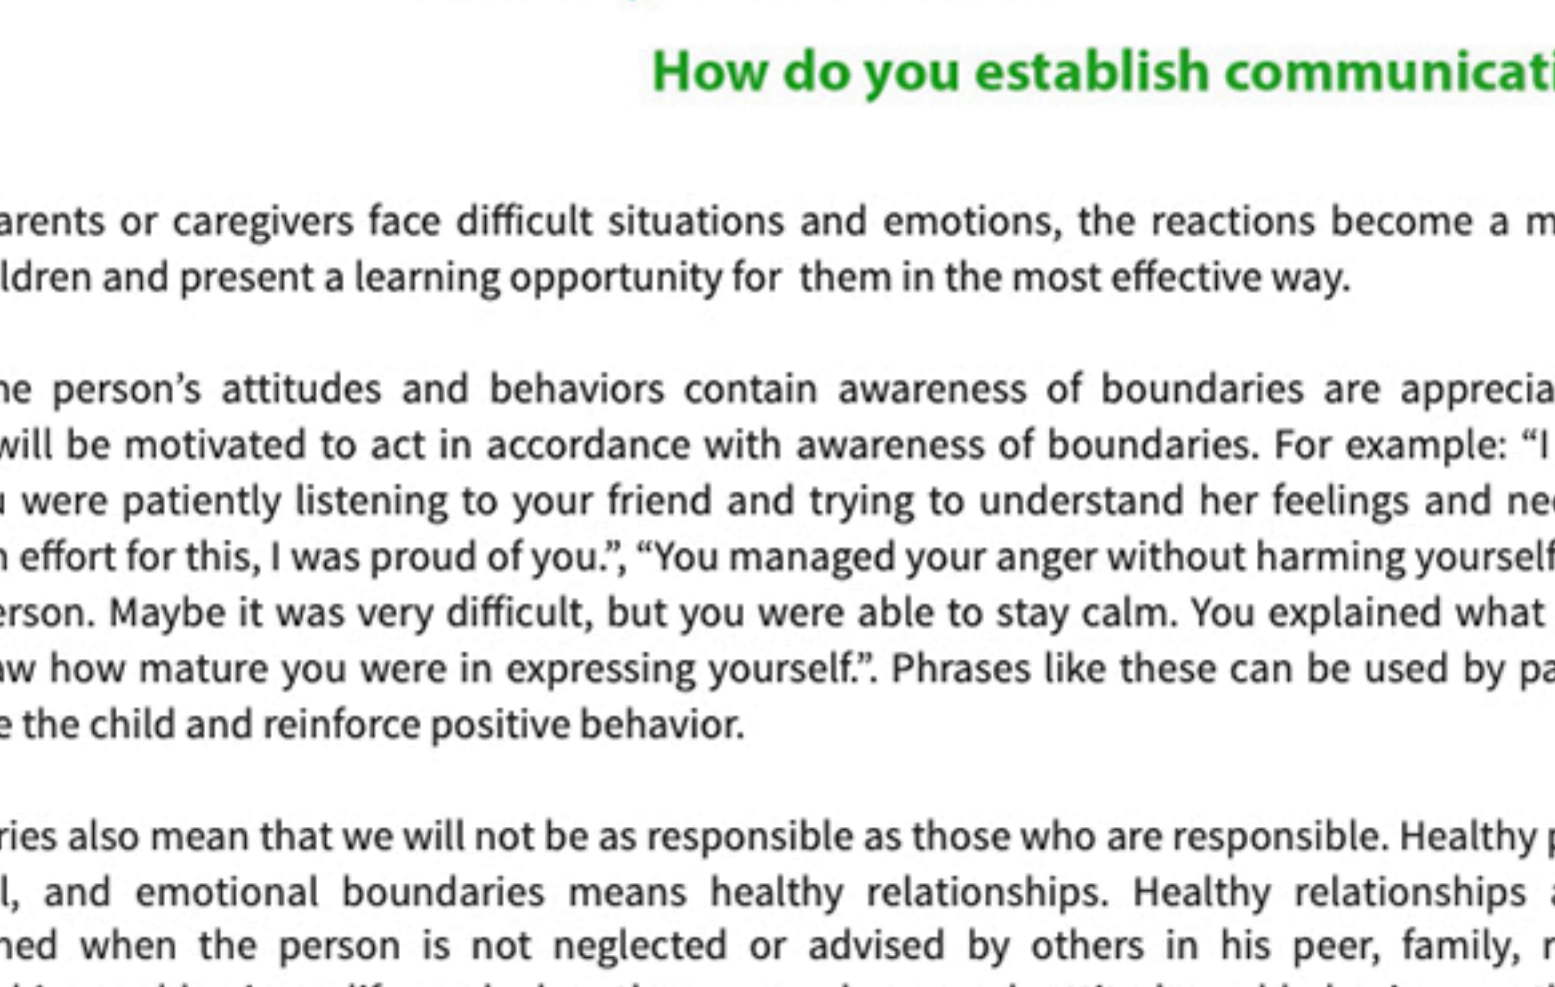 How do you establish communicati
arents or caregivers face difficult situations and emotions, the reactions become a m
ldren and present a learning opportunity for them in the most effective way.
ne person’s attitudes and behaviors contain awareness of boundaries are apprecia
will be motivated to act in accordance with awareness of boundaries. For example: “I
u were patiently listening to your friend and trying to understand her feelings and ne
n effort for this, I was proud of you.”, “You managed your anger without harming yourself
erson. Maybe it was very difficult, but you were able to stay calm. You explained what
aw how mature you were in expressing yourself.”. Phrases like these can be used by pa
e the child and reinforce positive behavior.
ries also mean that we will not be as responsible as those who are responsible. Healthy p
l, and emotional boundaries means healthy relationships. Healthy relationships a
ned when the person is not neglected or advised by others in his peer, family, r